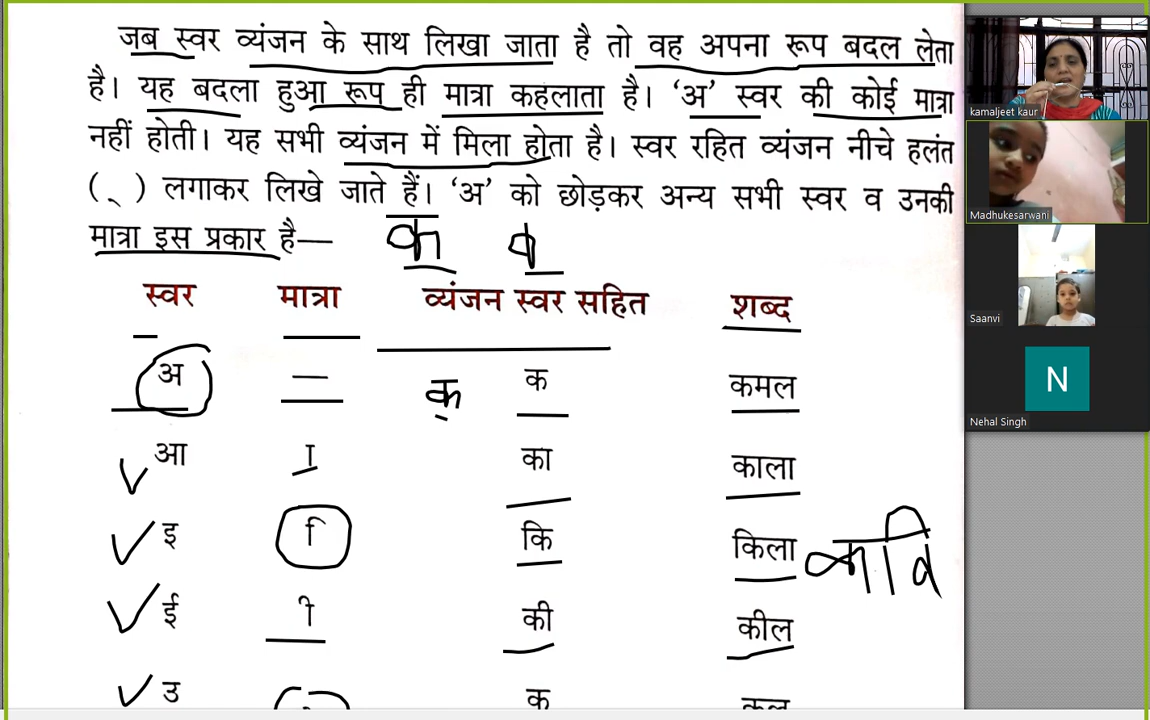 जब स्वर व्यंजन के साथ लिखा जाता है तो वह अपना रूप बदल लेता
है। यह बदला हुआ रूप ही मात्रा कहलाता है। ‘अ’ स्वर की कोई मात्रा
नहीं होती। यह सभी व्यंजन में मिला होता है। स्वर रहित व्यंजन नीचे हलंत
(्) लगाकर लिखे जाते हैं। ‘अ’ को छोड़कर अन्य सभी स्वर व उनकी
मात्रा इस प्रकार है—
स्वर मात्रा व्यंजन स्वर सहित शब्द
अ — क् क कमल
आ ा का काला
इ ि कि किला
ई ी की कील
उ
kamaljeet kaur
Madhukesarwani
Saanvi
N
Nehal Singh